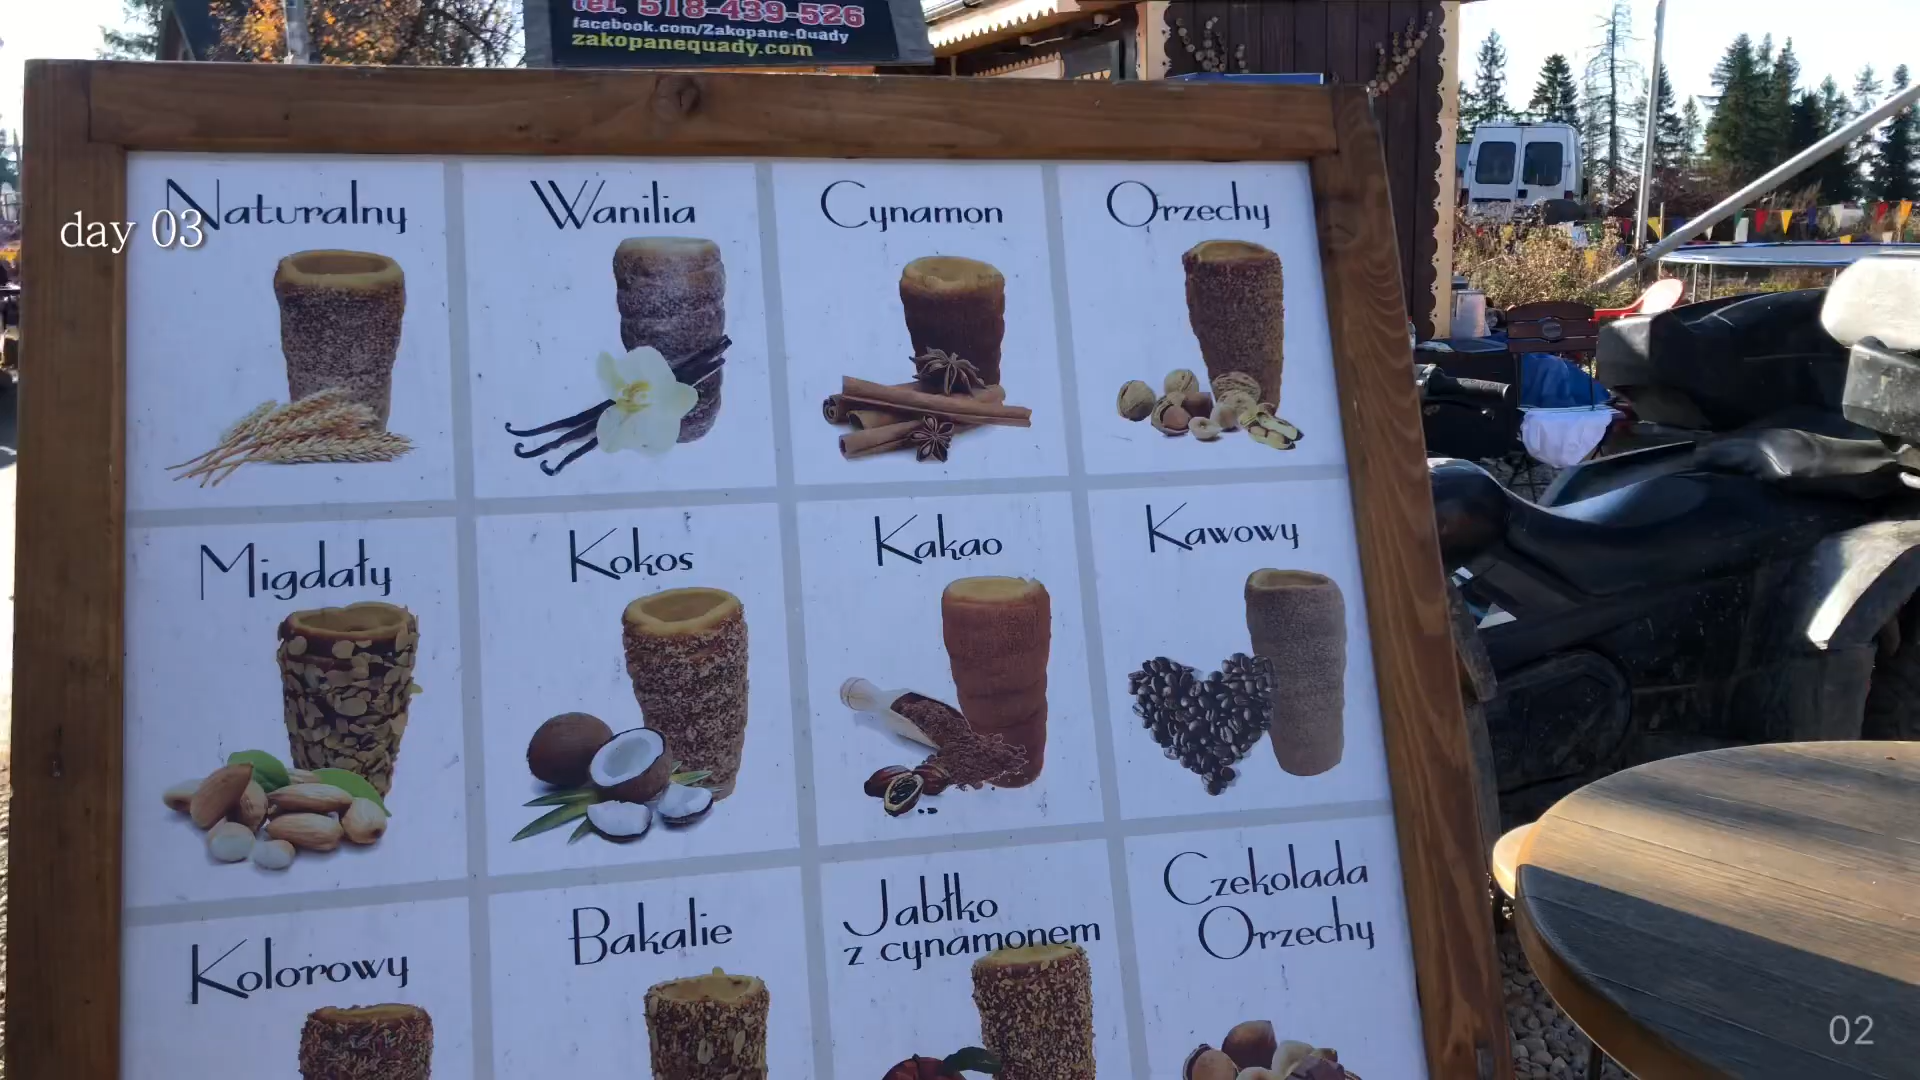 tel. 518-439-526
facebook.com/Zakopane-Quady
zakopanequady.com
day 03
Naturalny
Wanilia
Cynamon
Orzechy
Migdały
Kokos
Kakao
Kawowy
Kolorowy
Bakalie
Jabłko
z cynamonem
Czekolada
Orzechy
02